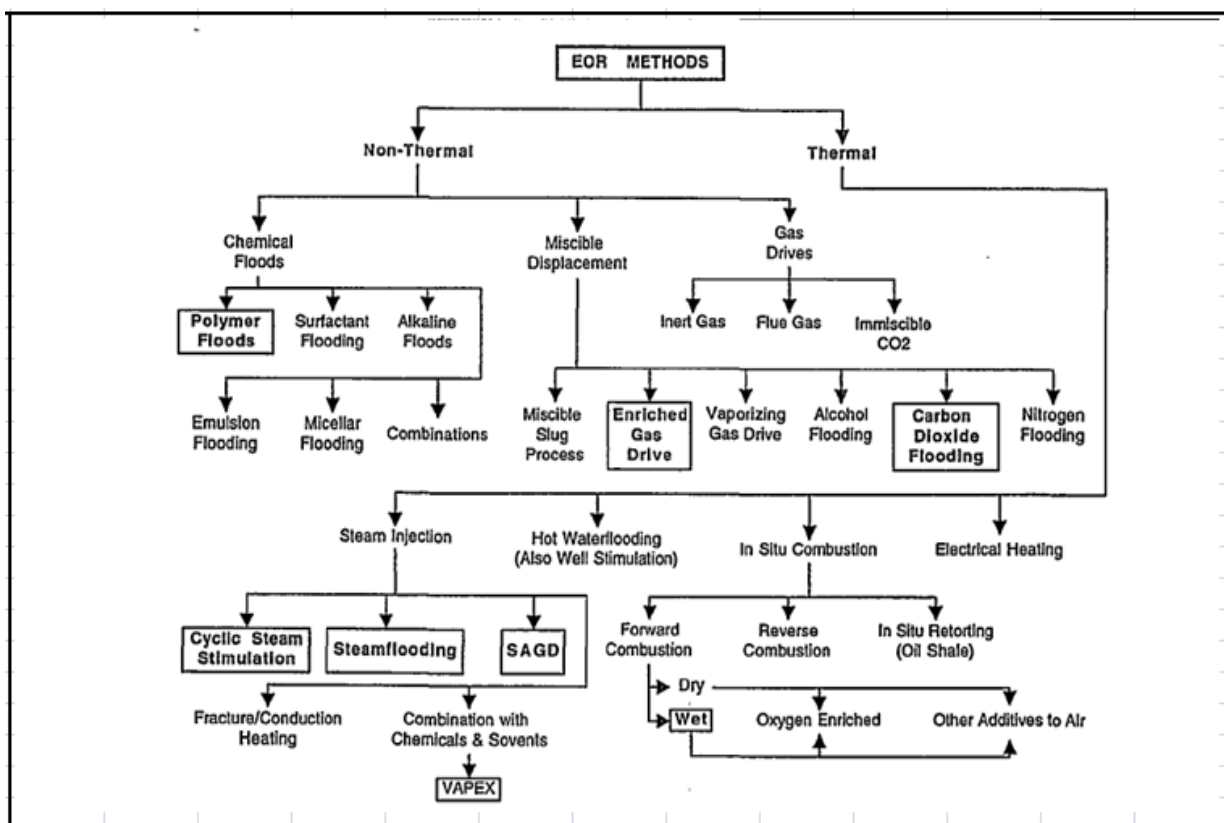 EOR METHODS
Non-Thermal
Thermal
Chemical
Floods
Miscible
Displacement
Gas
Drives
Polymer
Floods
Surfactant
Flooding
Alkaline
Floods
Inert Gas
Flue Gas
Immiscible
CO2
Emulsion
Flooding
Micellar
Flooding
Combinations
Miscible
Slug
Process
Enriched
Gas
Drive
Vaporizing
Gas Drive
Alcohol
Flooding
Carbon
Dioxide
Flooding
Nitrogen
Flooding
Steam Injection
Hot Waterflooding
(Also Well Stimulation)
In Situ Combustion
Electrical Heating
Cyclic Steam
Stimulation
Steamflooding
SAGD
Forward
Combustion
Reverse
Combustion
In Situ Retorting
(Oil Shale)
Fracture/Conduction
Heating
Combination with
Chemicals & Sovents
VAPEX
Dry
Wet
Oxygen Enriched
Other Additives to Air